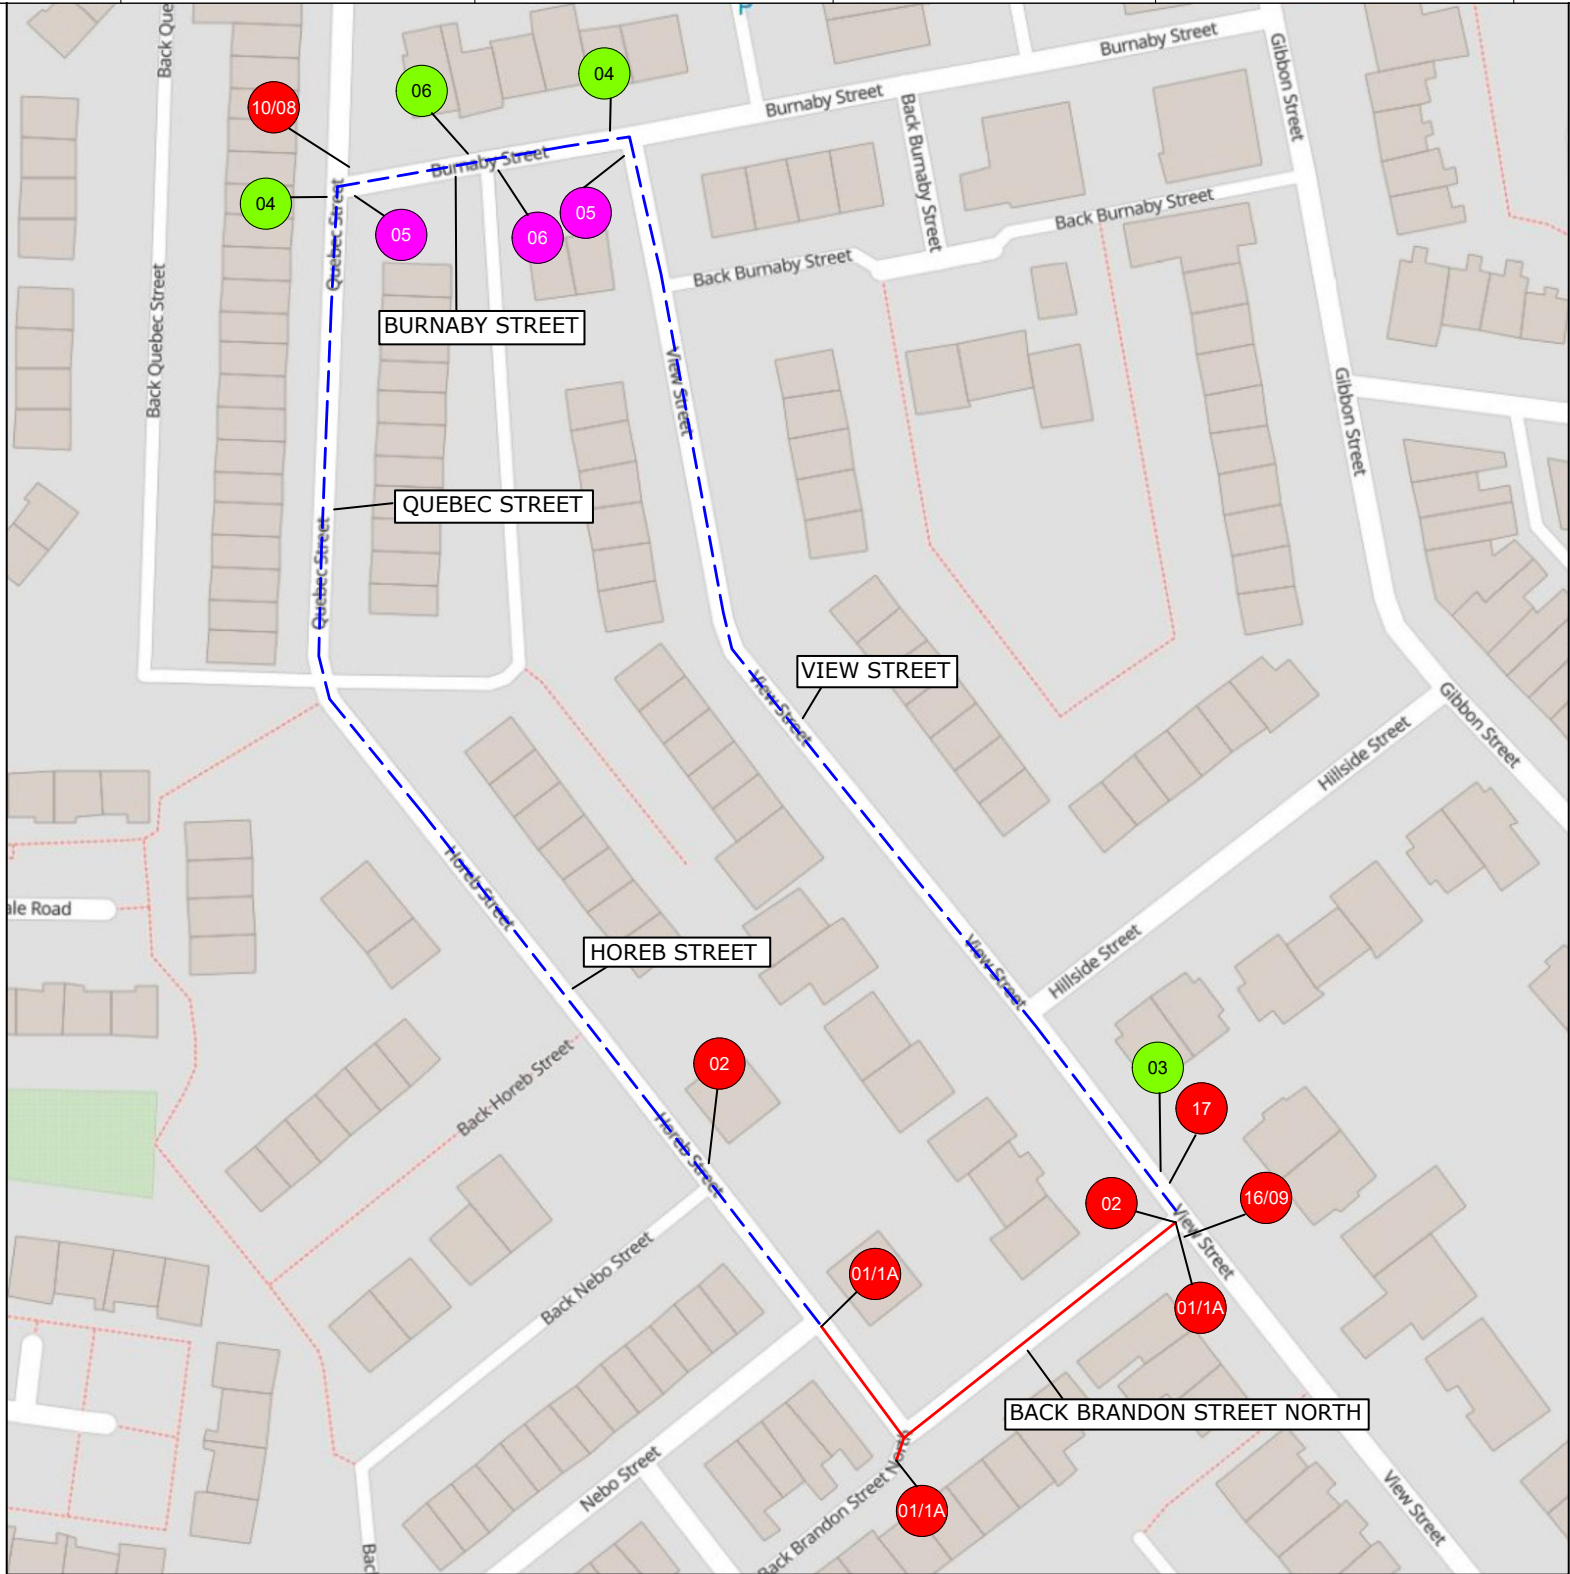 Back Que
P
Burnaby Street
Gibbon Street
04
06
10/08
Burnaby Street
Back Burnaby Street
Burnaby Street
04
05
06
05
Quebec Street
Back Burnaby Street
Back Burnaby Street
Back Quebec Street
BURNABY STREET
View Street
Gibbon Street
QUEBEC STREET
Quebec Street
VIEW STREET
View Street
Gibbon Street
Hillside Street
Horeb Street
ale Road
HOREB STREET
View Street
Hillside Street
Back Horeb Street
02
03
17
Horeb Street
02
16/09
View Street
Back Nebo Street
01/1A
01/1A
BACK BRANDON STREET NORTH
Nebo Street
Back Brandon Street North
01/1A
View Street
Bac